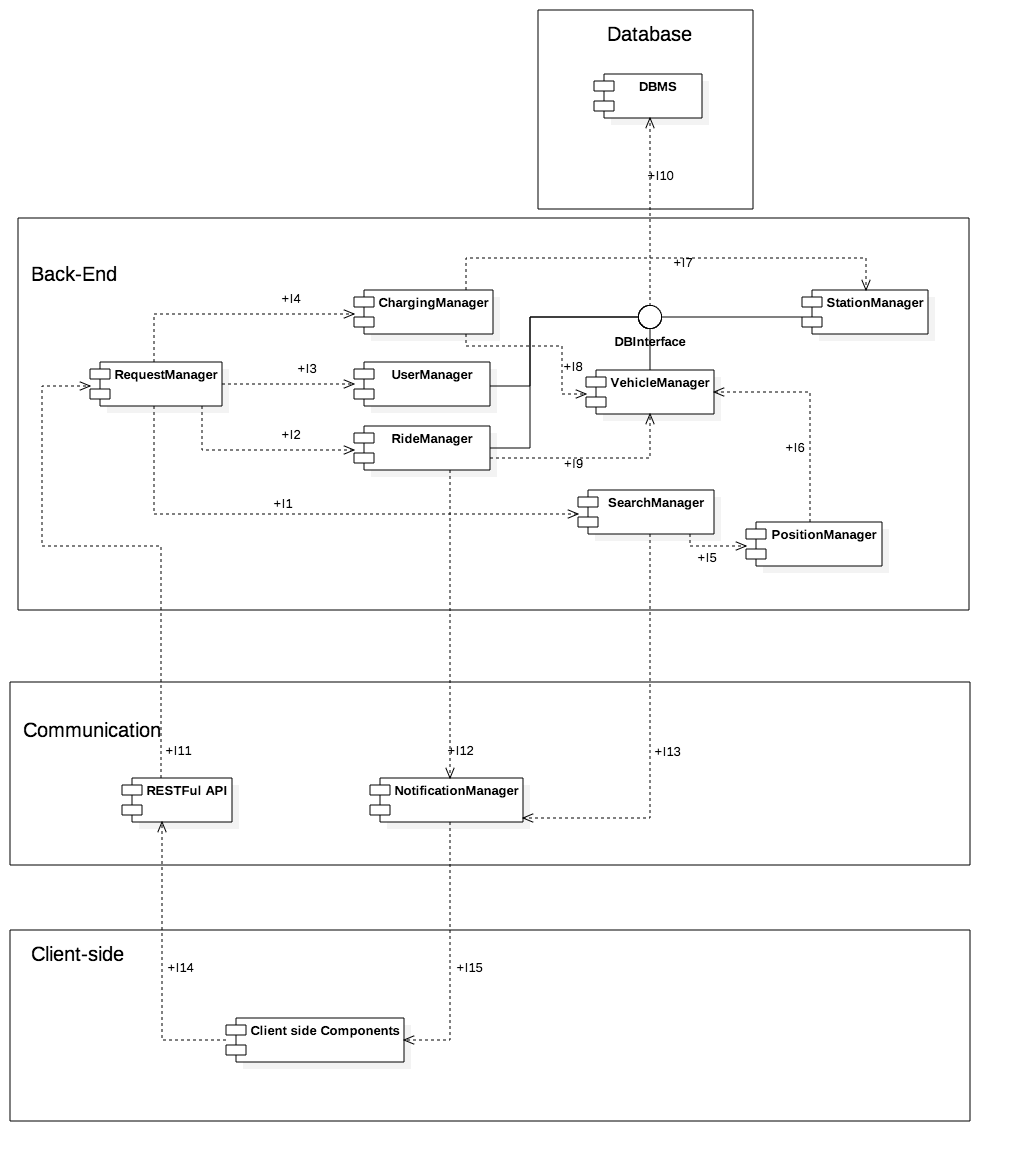 Database
DBMS
+I10
Back-End
+I7
+I4
ChargingManager
StationManager
DBInterface
RequestManager
+I3
UserManager
+I8
VehicleManager
+I2
RideManager
+I9
+I6
+I1
SearchManager
PositionManager
+I5
Communication
+I11
+I12
+I13
RESTFul API
NotificationManager
Client-side
+I14
+I15
Client side Components